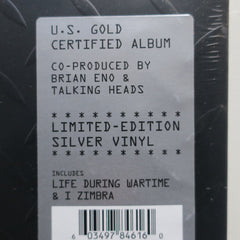 U.S. GOLD
CERTIFIED ALBUM
CO-PRODUCED BY
BRIAN ENO &
TALKING HEADS
* * * * * * * * * *
LIMITED-EDITION
SILVER VINYL
* * * * * * * * * *
INCLUDES
LIFE DURING WARTIME
& I ZIMBRA
6 03497 84616 0